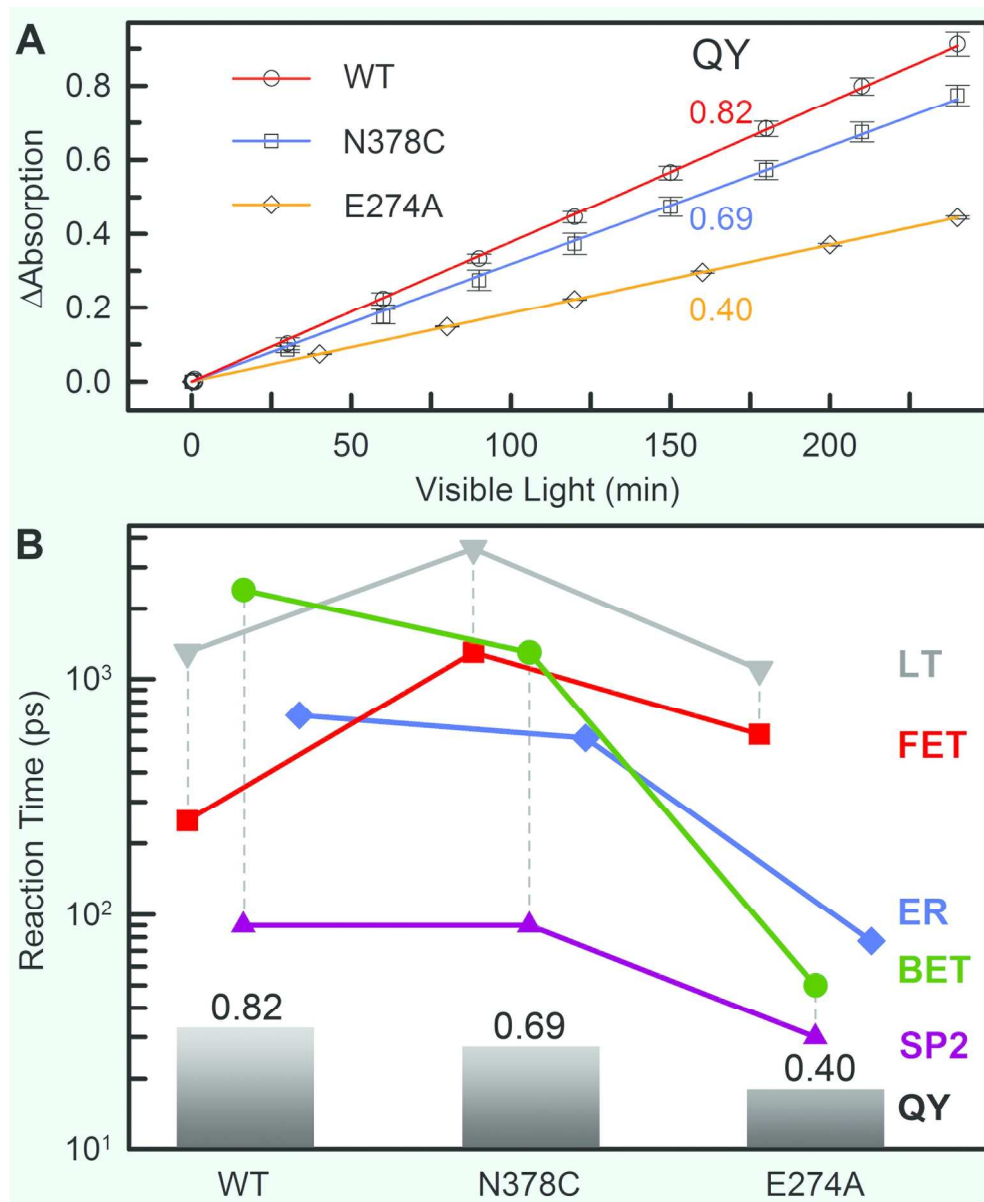 A
QY
WT
N378C
E274A
0.82
0.69
0.40
ΔAbsorption
0.8
0.6
0.4
0.2
0.0
0
50
100
150
200
Visible Light (min)
B
Reaction Time (ps)
10³
10²
10¹
LT
FET
ER
BET
SP2
QY
0.82
0.69
0.40
WT
N378C
E274A